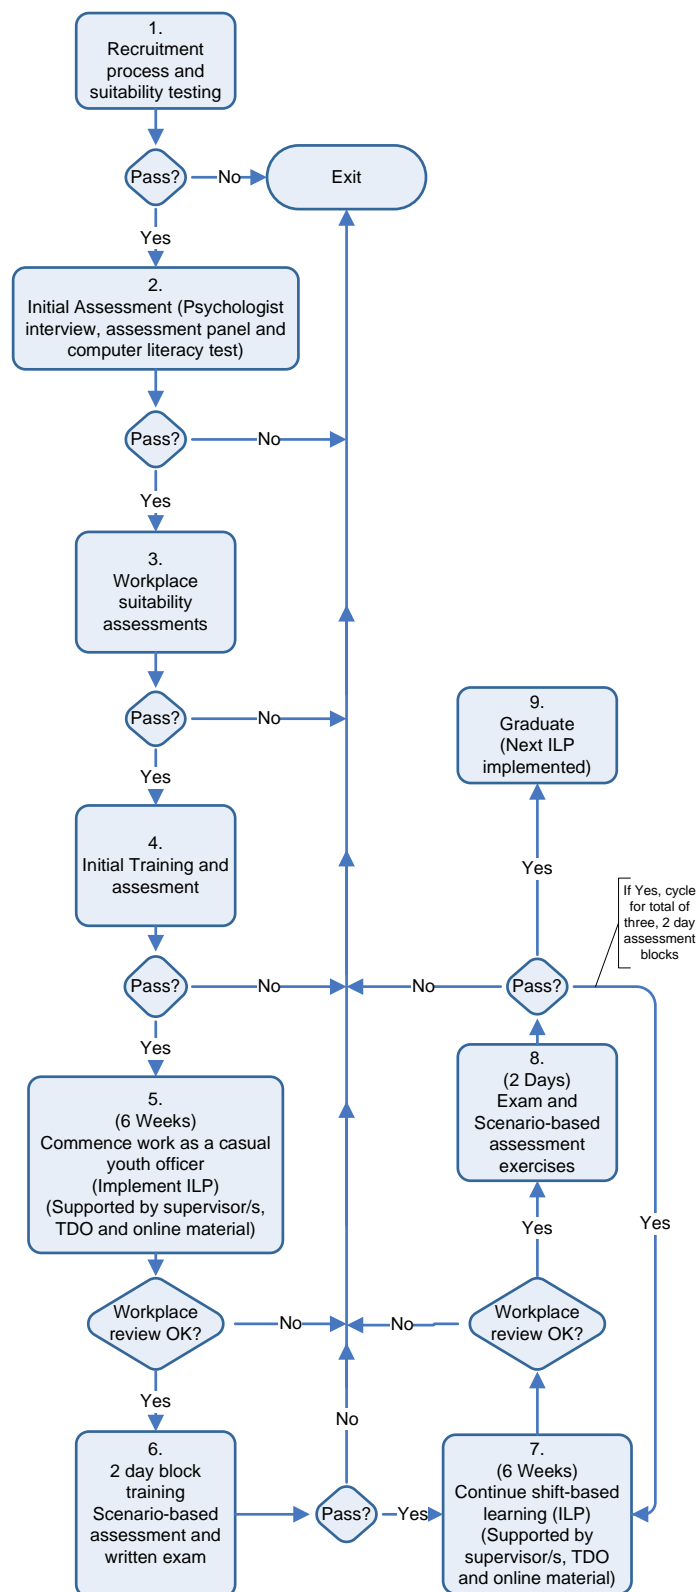 1.
Recruitment
process and
suitability testing
Pass?
No
Exit
Yes
2.
Initial Assessment (Psychologist
interview, assessment panel and
computer literacy test)
Pass?
No
Yes
3.
Workplace
suitability
assessments
Pass?
No
Yes
4.
Initial Training and
assesment
Pass?
No
Yes
5.
(6 Weeks)
Commence work as a casual
youth officer
(Implement ILP)
(Supported by supervisor/s,
TDO and online material)
Workplace
review OK?
No
Yes
6.
2 day block
training
Scenario-based
assessment and
written exam
Pass?
No
Yes
7.
(6 Weeks)
Continue shift-based
learning (ILP)
(Supported by
supervisor/s, TDO
and online material)
Workplace
review OK?
No
Yes
8.
(2 Days)
Exam and
Scenario-based
assessment
exercises
Pass?
No
Yes
If Yes, cycle
for total of
three, 2 day
assessment
blocks
Yes
9.
Graduate
(Next ILP
implemented)